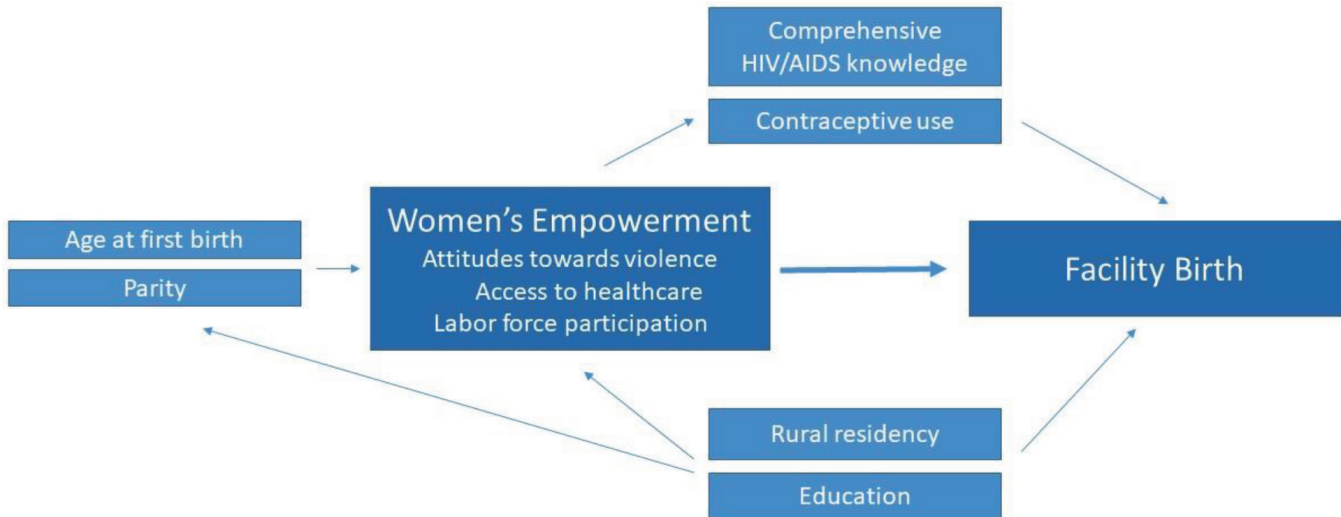 Comprehensive
HIV/AIDS knowledge
Contraceptive use
Age at first birth
Parity
Women's Empowerment
Attitudes towards violence
Access to healthcare
Labor force participation
Facility Birth
Rural residency
Education